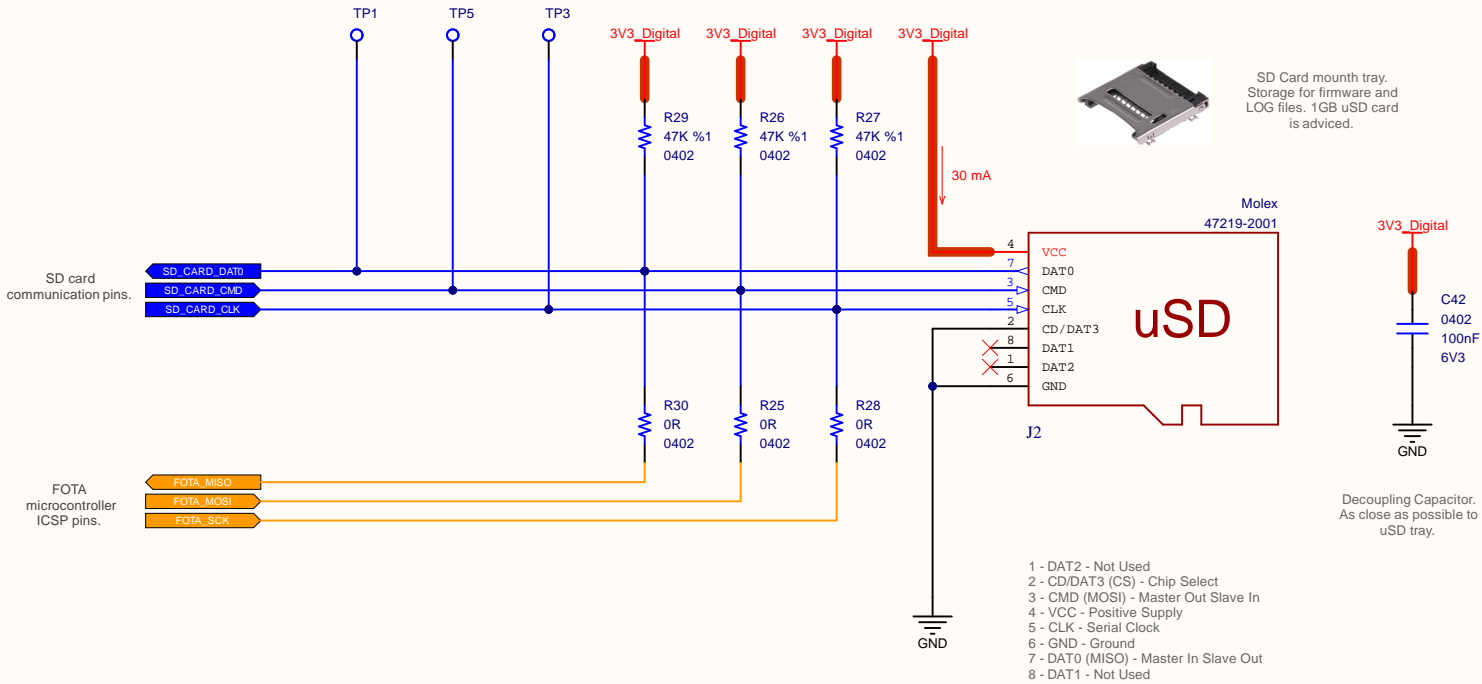 TP1
TP5
TP3
3V3_Digital
3V3_Digital
3V3_Digital
3V3_Digital
R29
47K %1
0402
R26
47K %1
0402
R27
47K %1
0402
30 mA
SD Card mounth tray.
Storage for firmware and
LOG files. 1GB uSD card
is adviced.
Molex
47219-2001
SD card
communication pins.
SD_CARD_DAT0
SD_CARD_CMD
SD_CARD_CLK
4 VCC
7 DAT0
3 CMD
5 CLK
2 CD/DAT3
8 DAT1
1 DAT2
6 GND
uSD
J2
3V3_Digital
C42
0402
100nF
6V3
GND
R30
0R
0402
R25
0R
0402
R28
0R
0402
FOTA
microcontroller
ICSP pins.
FOTA_MISO
FOTA_MOSI
FOTA_SCK
Decoupling Capacitor.
As close as possible to
uSD tray.
GND
1 - DAT2 - Not Used
2 - CD/DAT3 (CS) - Chip Select
3 - CMD (MOSI) - Master Out Slave In
4 - VCC - Positive Supply
5 - CLK - Serial Clock
6 - GND - Ground
7 - DAT0 (MISO) - Master In Slave Out
8 - DAT1 - Not Used